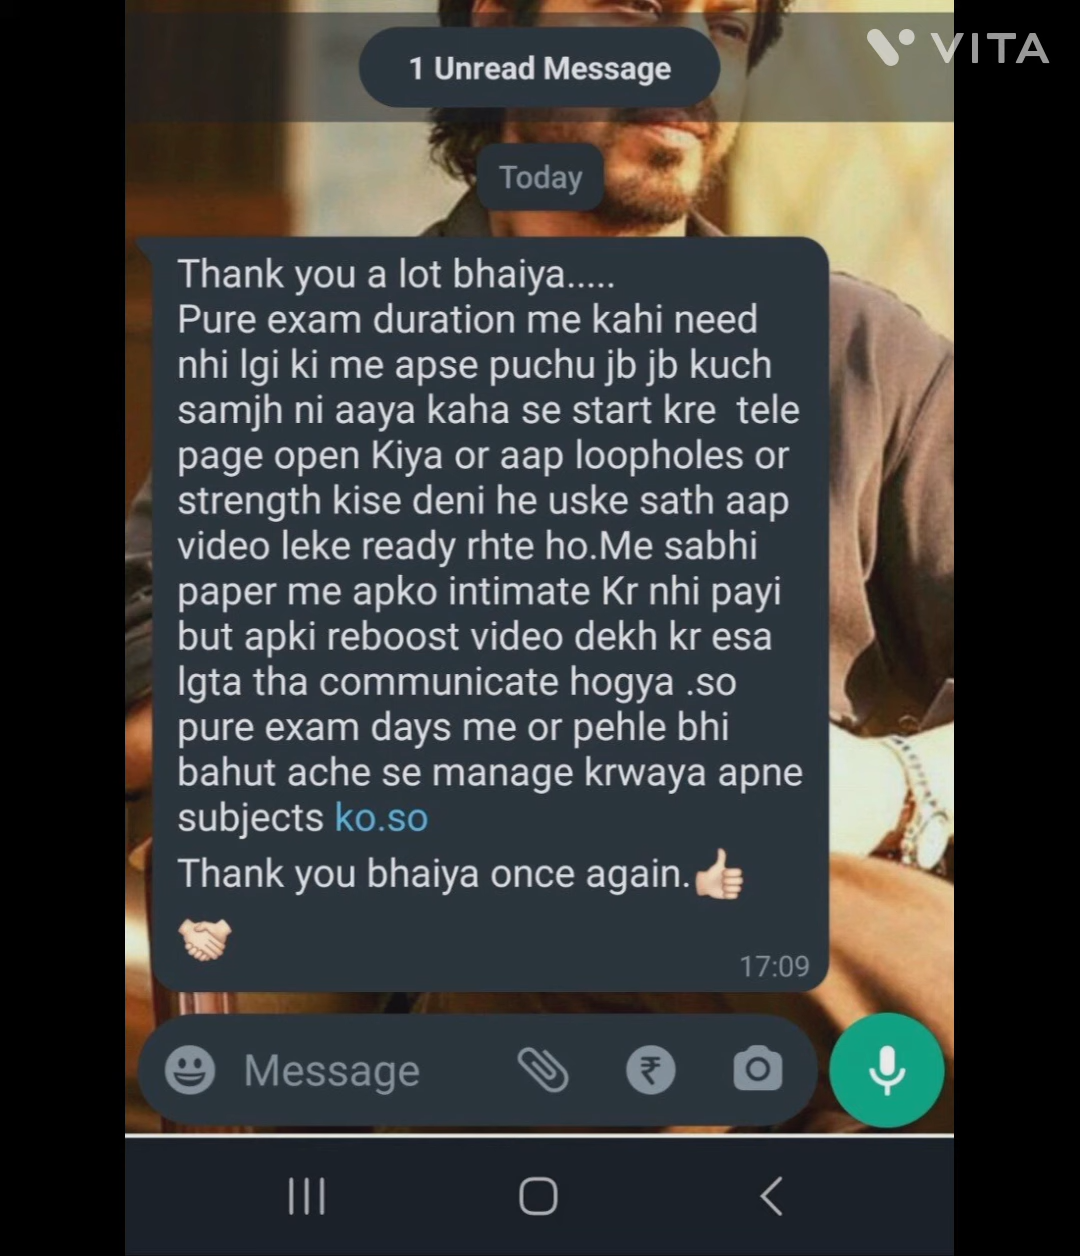 VITA
1 Unread Message
Today
Thank you a lot bhaiya.....
Pure exam duration me kahi need
nhi lgi ki me apse puchu jb jb kuch
samjh ni aaya kaha se start kre  tele
page open Kiya or aap loopholes or
strength kise deni he uske sath aap
video leke ready rhte ho.Me sabhi
paper me apko intimate Kr nhi payi
but apki reboost video dekh kr esa
lgta tha communicate hogya .so
pure exam days me or pehle bhi
bahut ache se manage krwaya apne
subjects ko.so
Thank you bhaiya once again.👍🏻
🤝🏻
17:09
Message